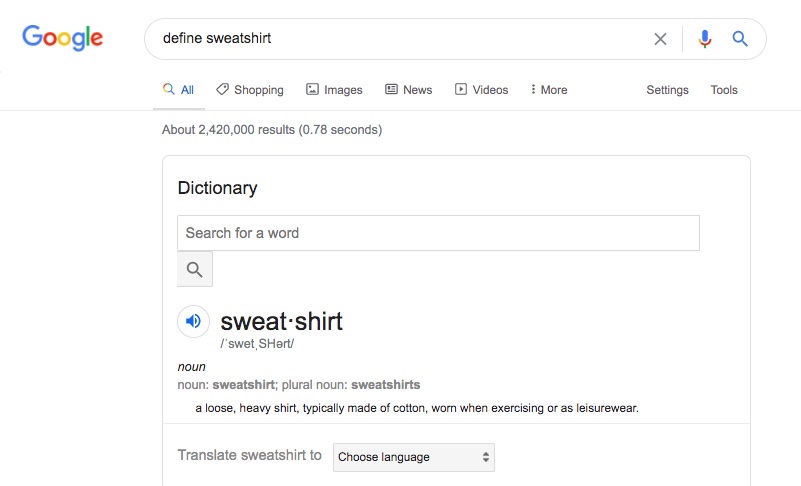 Google
define sweatshirt
All Shopping Images News Videos More Settings Tools
About 2,420,000 results (0.78 seconds)
Dictionary
Search for a word
sweat·shirt
/ˈswetˌSHərt/
noun
noun: sweatshirt; plural noun: sweatshirts
a loose, heavy shirt, typically made of cotton, worn when exercising or as leisurewear.
Translate sweatshirt to Choose language